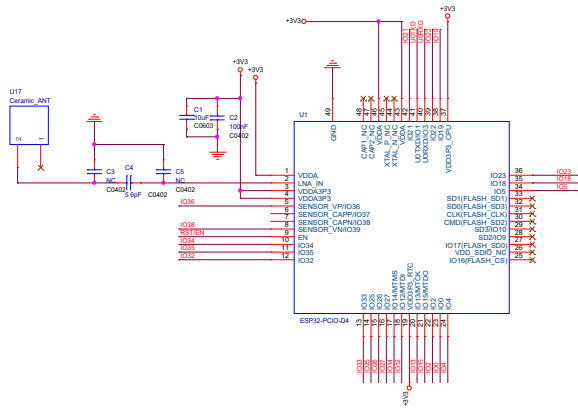 +3V3
+3V3
+3V3
+3V3
U17
Ceramic_ANT
2
1
C1
10uF
C0603
C2
100nF
C0402
C3
NC
C0402
C4
5.6pF
C5
NC
C0402
U1
ESP32-PCIO-D4
IO21
U0TXD
U0RXD
IO22
IO19
49
48
47
46
45
44
43
42
41
40
39
38
37
GND
CAP1_NC
CAP2_NC
VDDA
XTAL_P_NC
XTAL_N_NC
VDDA
IO21
U0TXD/IO1
U0RXD/IO3
IO22
IO19
VDD3P3_CPU
1 VDDA
2 LNA_IN
3 VDDA3P3
4 VDDA3P3
IO36 5 SENSOR_VP/IO36
6 SENSOR_CAPP/IO37
7 SENSOR_CAPN/IO38
IO38 8 SENSOR_VN/IO39
RST/EN 9 EN
IO34 10 IO34
IO35 11 IO35
IO32 12 IO32
IO23 36 IO23
IO18 35 IO18
IO5 34 IO5
SD1(FLASH_SD1) 33
SD0(FLASH_SD3) 32
CLK(FLASH_SD1) 31
CMD(FLASH_SD2) 30
SD3/IO10 29
SD2/IO9 28
IO17(FLASH_SD0) 27
VDD_SDIO_NC 26
IO16(FLASH_CS) 25
IO33
IO25
IO26
IO27
IO14/MTMS
IO12/MTDI
VDD3P3_RTC
IO13/MTCK
IO15/MTDO
IO2
IO0
IO4
13
14
15
16
17
18
19
20
21
22
23
24
IO33
IO25
IO26
IO27
IO14
IO12
IO13
IO15
IO2
IO0
IO4
+3V3